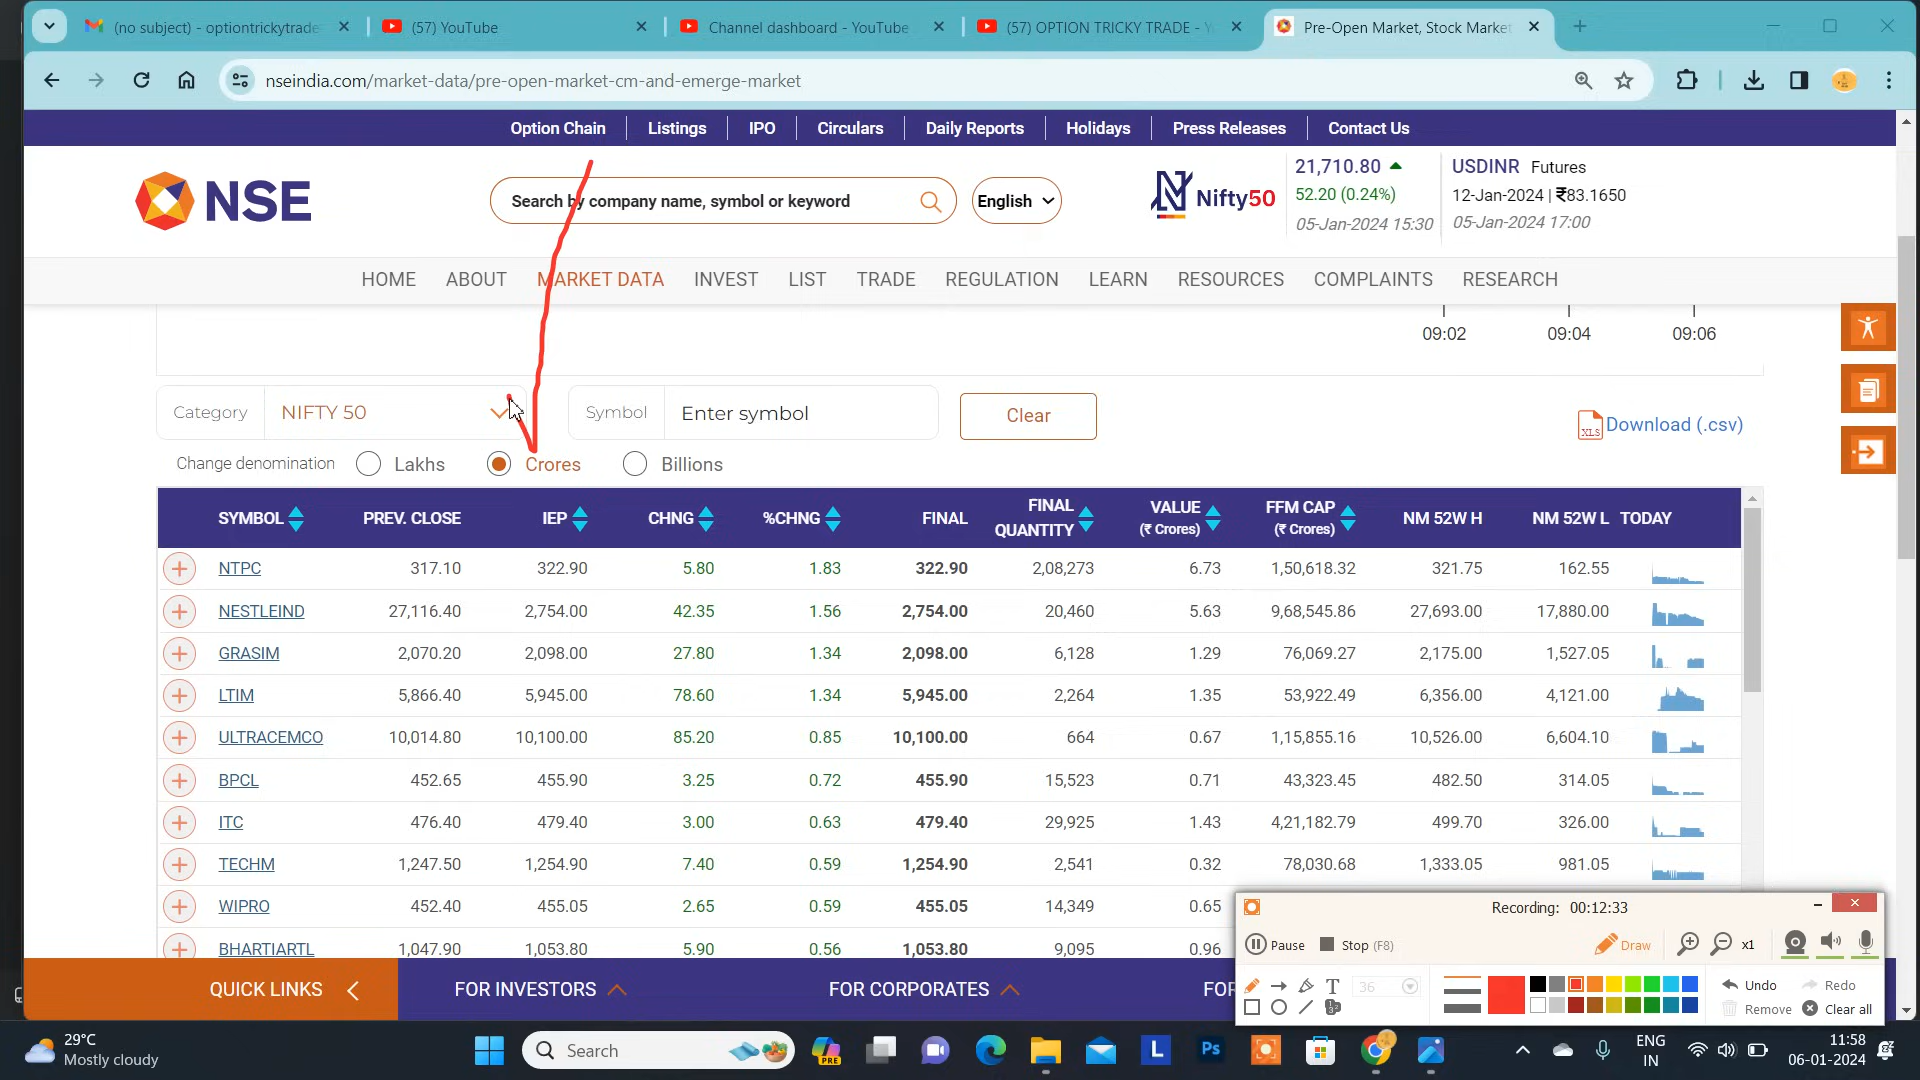 (no subject) - optiontrickytrade
(57) YouTube
Channel dashboard - YouTube
(57) OPTION TRICKY TRADE - Y
Pre-Open Market, Stock Market
nseindia.com/market-data/pre-open-market-cm-and-emerge-market
Option Chain Listings IPO Circulars Daily Reports Holidays Press Releases Contact Us
NSE
Search by company name, symbol or keyword
English
Nifty50
21,710.80
52.20 (0.24%)
05-Jan-2024 15:30
USDINR Futures
12-Jan-2024 | ₹83.1650
05-Jan-2024 17:00
HOME ABOUT MARKET DATA INVEST LIST TRADE REGULATION LEARN RESOURCES COMPLAINTS RESEARCH
09:02 09:04 09:06
Category NIFTY 50 Symbol Enter symbol Clear
XLS Download (.csv)
Change denomination Lakhs Crores Billions
SYMBOL PREV. CLOSE IEP CHNG %CHNG FINAL FINAL QUANTITY VALUE (₹ Crores) FFM CAP (₹ Crores) NM 52W H NM 52W L TODAY
NTPC 317.10 322.90 5.80 1.83 322.90 2,08,273 6.73 1,50,618.32 321.75 162.55
NESTLEIND 27,116.40 2,754.00 42.35 1.56 2,754.00 20,460 5.63 9,68,545.86 27,693.00 17,880.00
GRASIM 2,070.20 2,098.00 27.80 1.34 2,098.00 6,128 1.29 76,069.27 2,175.00 1,527.05
LTIM 5,866.40 5,945.00 78.60 1.34 5,945.00 2,264 1.35 53,922.49 6,356.00 4,121.00
ULTRACEMCO 10,014.80 10,100.00 85.20 0.85 10,100.00 664 0.67 1,15,855.16 10,526.00 6,604.10
BPCL 452.65 455.90 3.25 0.72 455.90 15,523 0.71 43,323.45 482.50 314.05
ITC 476.40 479.40 3.00 0.63 479.40 29,925 1.43 4,21,182.79 499.70 326.00
TECHM 1,247.50 1,254.90 7.40 0.59 1,254.90 2,541 0.32 78,030.68 1,333.05 981.05
WIPRO 452.40 455.05 2.65 0.59 455.05 14,349 0.65
BHARTIARTL 1,047.90 1,053.80 5.90 0.56 1,053.80 9,095 0.96
Recording: 00:12:33
Pause Stop (F8) Draw x1
T 36
Undo Redo
Remove Clear all
QUICK LINKS FOR INVESTORS FOR CORPORATES FO
29°C
Mostly cloudy
Search
PRE
L
Ps
ENG
IN
11:58
06-01-2024